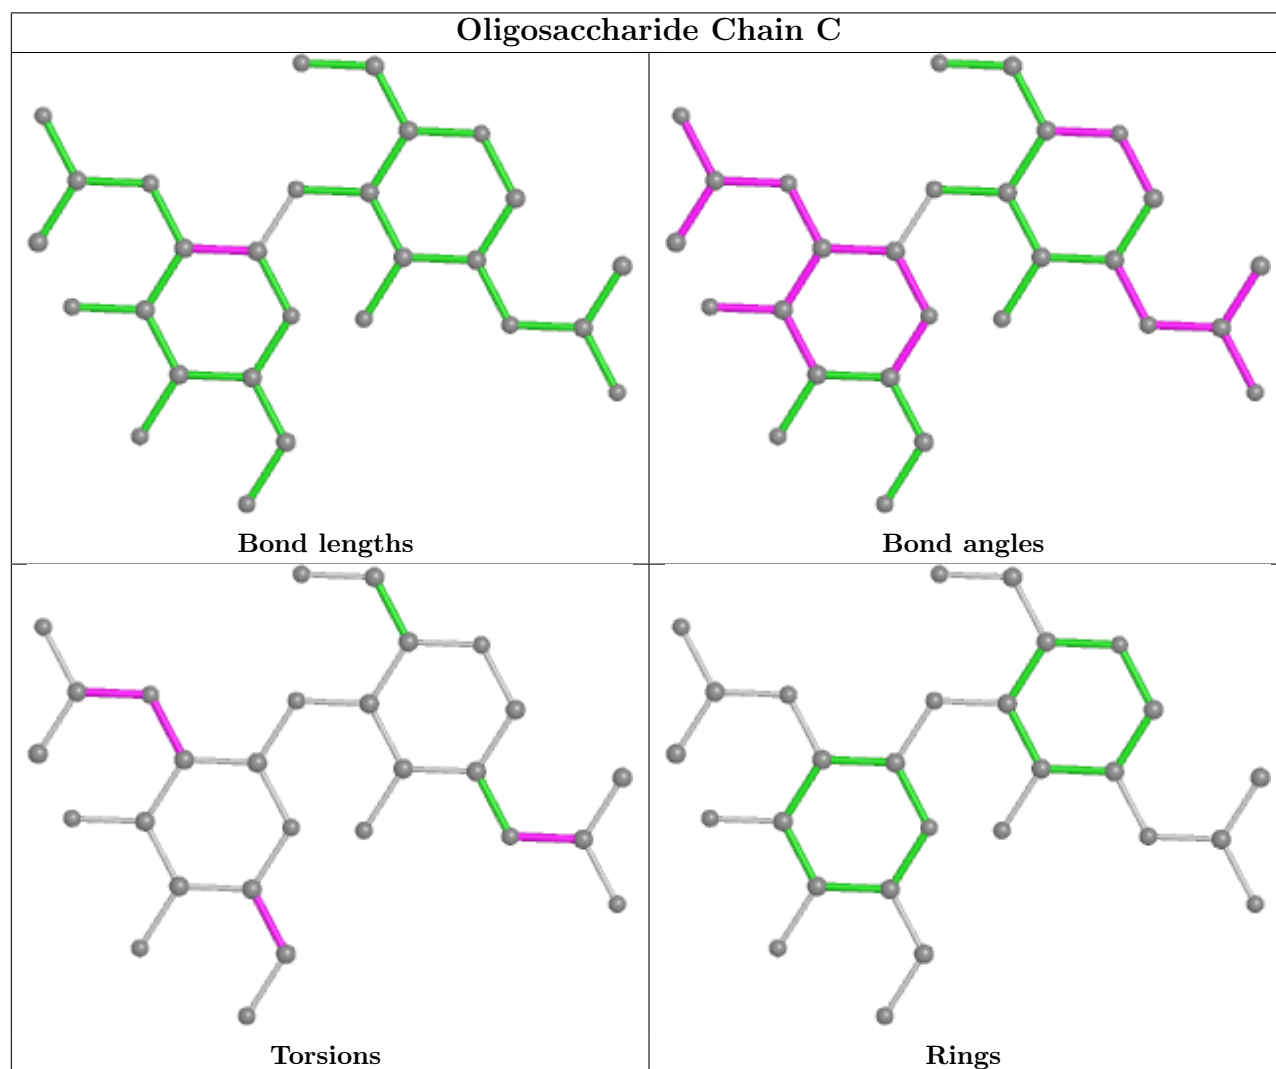 Oligosaccharide Chain C
Bond lengths
Bond angles
Torsions
Rings